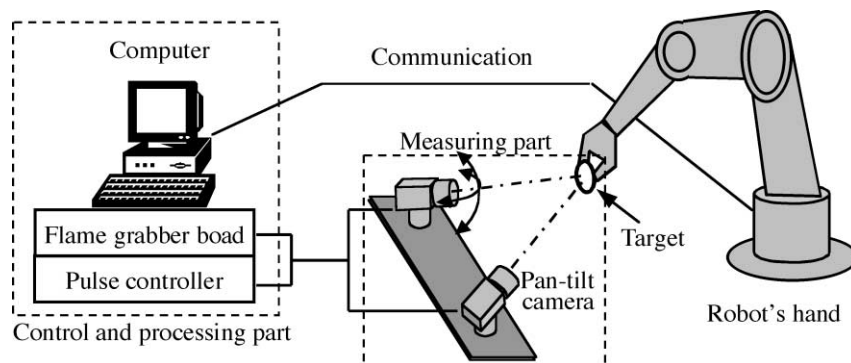 Computer
Communication
Measuring part
Flame grabber boad
Target
Pulse controller
Pan-tilt
camera
Robot's hand
Control and processing part